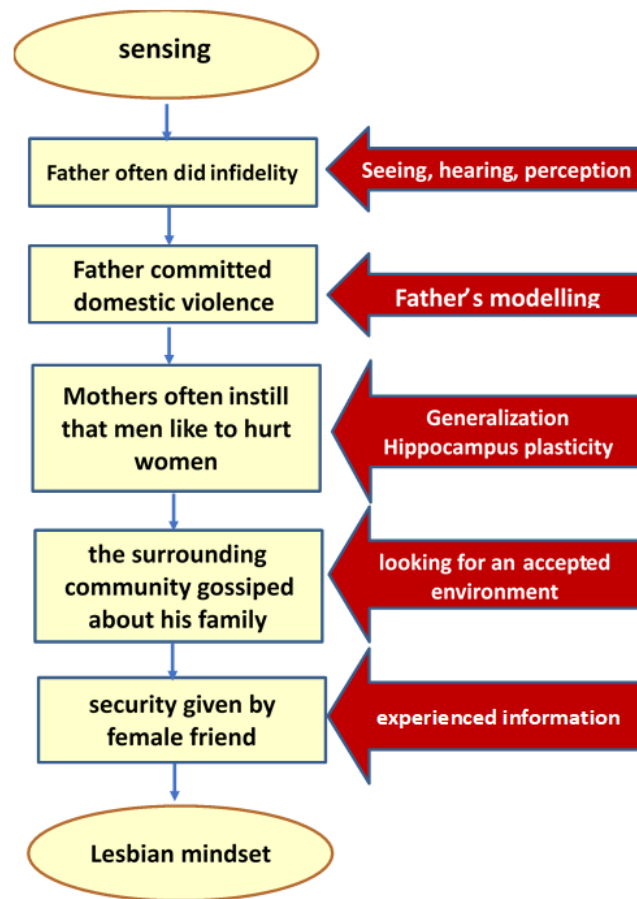 sensing
Father often did infidelity
Seeing, hearing, perception
Father committed
domestic violence
Father's modelling
Mothers often instill
that men like to hurt
women
Generalization
Hippocampus plasticity
the surrounding
community gossiped
about his family
looking for an accepted
environment
security given by
female friend
experienced information
Lesbian mindset